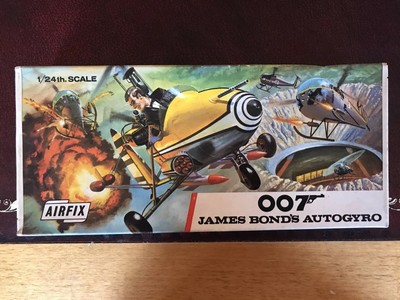 1/24th. SCALE
AIRFIX
007
JAMES BOND'S AUTOGYRO